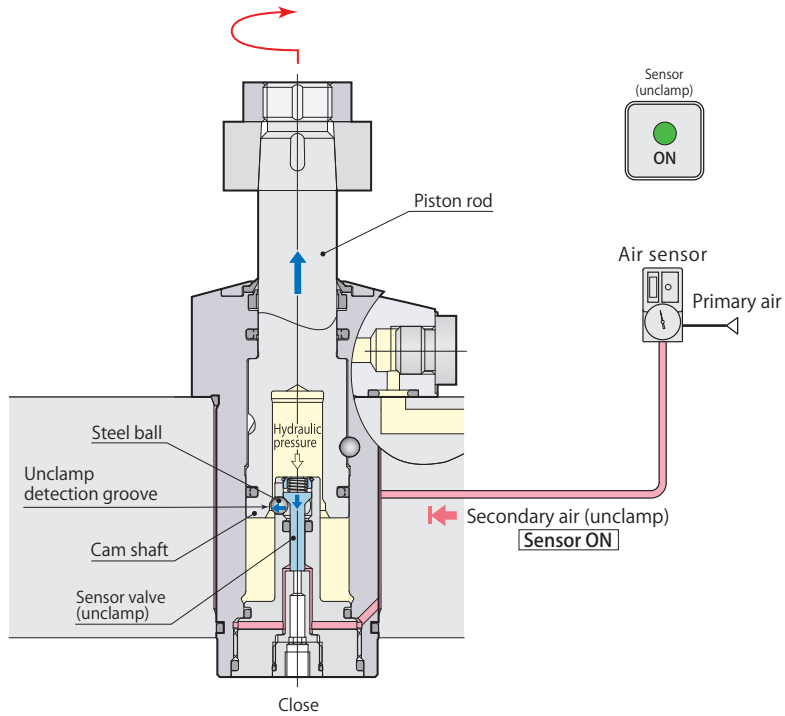 Sensor
(unclamp)
ON
Piston rod
Air sensor
Primary air
Hydraulic
pressure
Steel ball
Unclamp
detection groove
Cam shaft
Sensor valve
(unclamp)
Secondary air (unclamp)
Sensor ON
Close